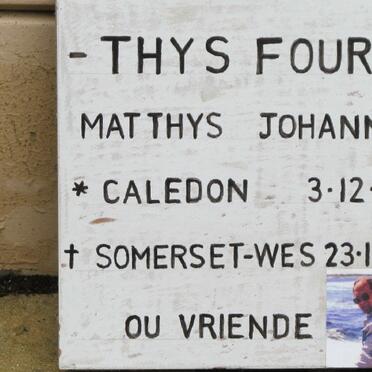 - THYS FOUR
MATTHYS JOHANN
* CALEDON 3·12·
† SOMERSET-WES 23·1
OU VRIENDE